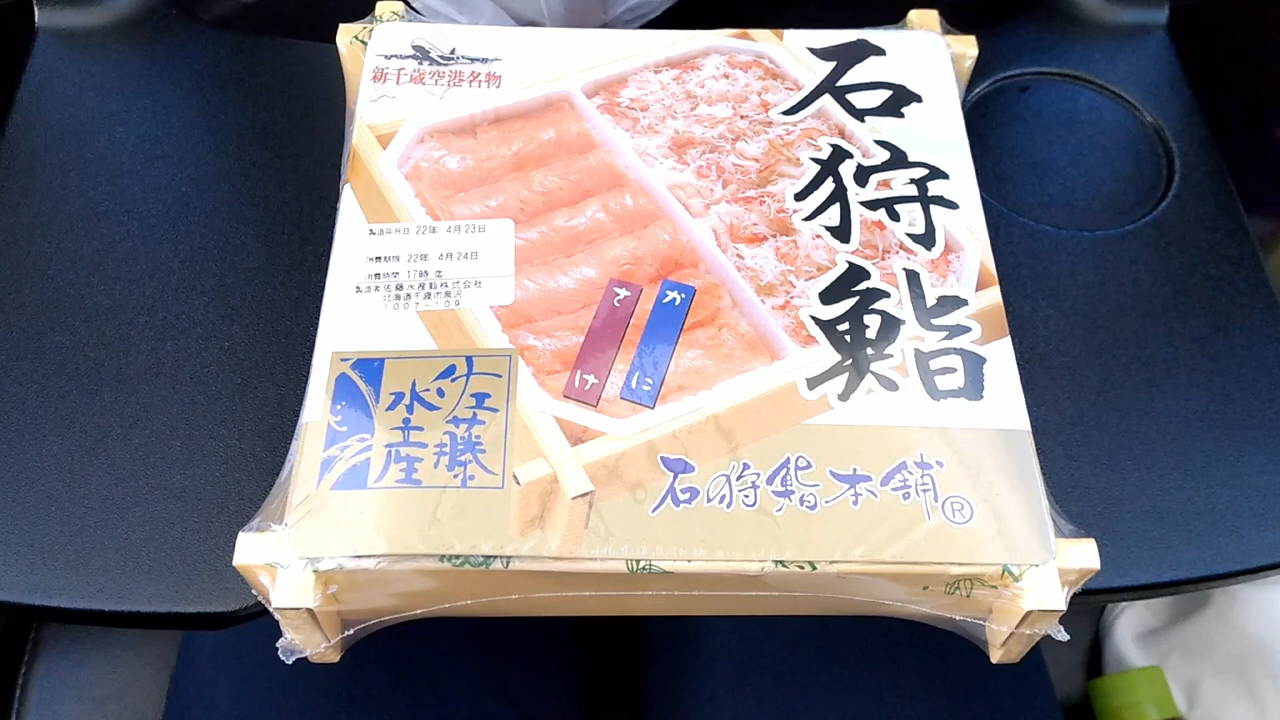 新千歳空港名物
石狩鮨
製造年月日 22年 4月23日
消費期限 22年 4月24日
消費時間 17時 迄
製造者 佐藤水産鮨株式会社
北海道千歳市泉沢
1007-109
さけ
かに
佐藤
水産
石狩鮨本舗®